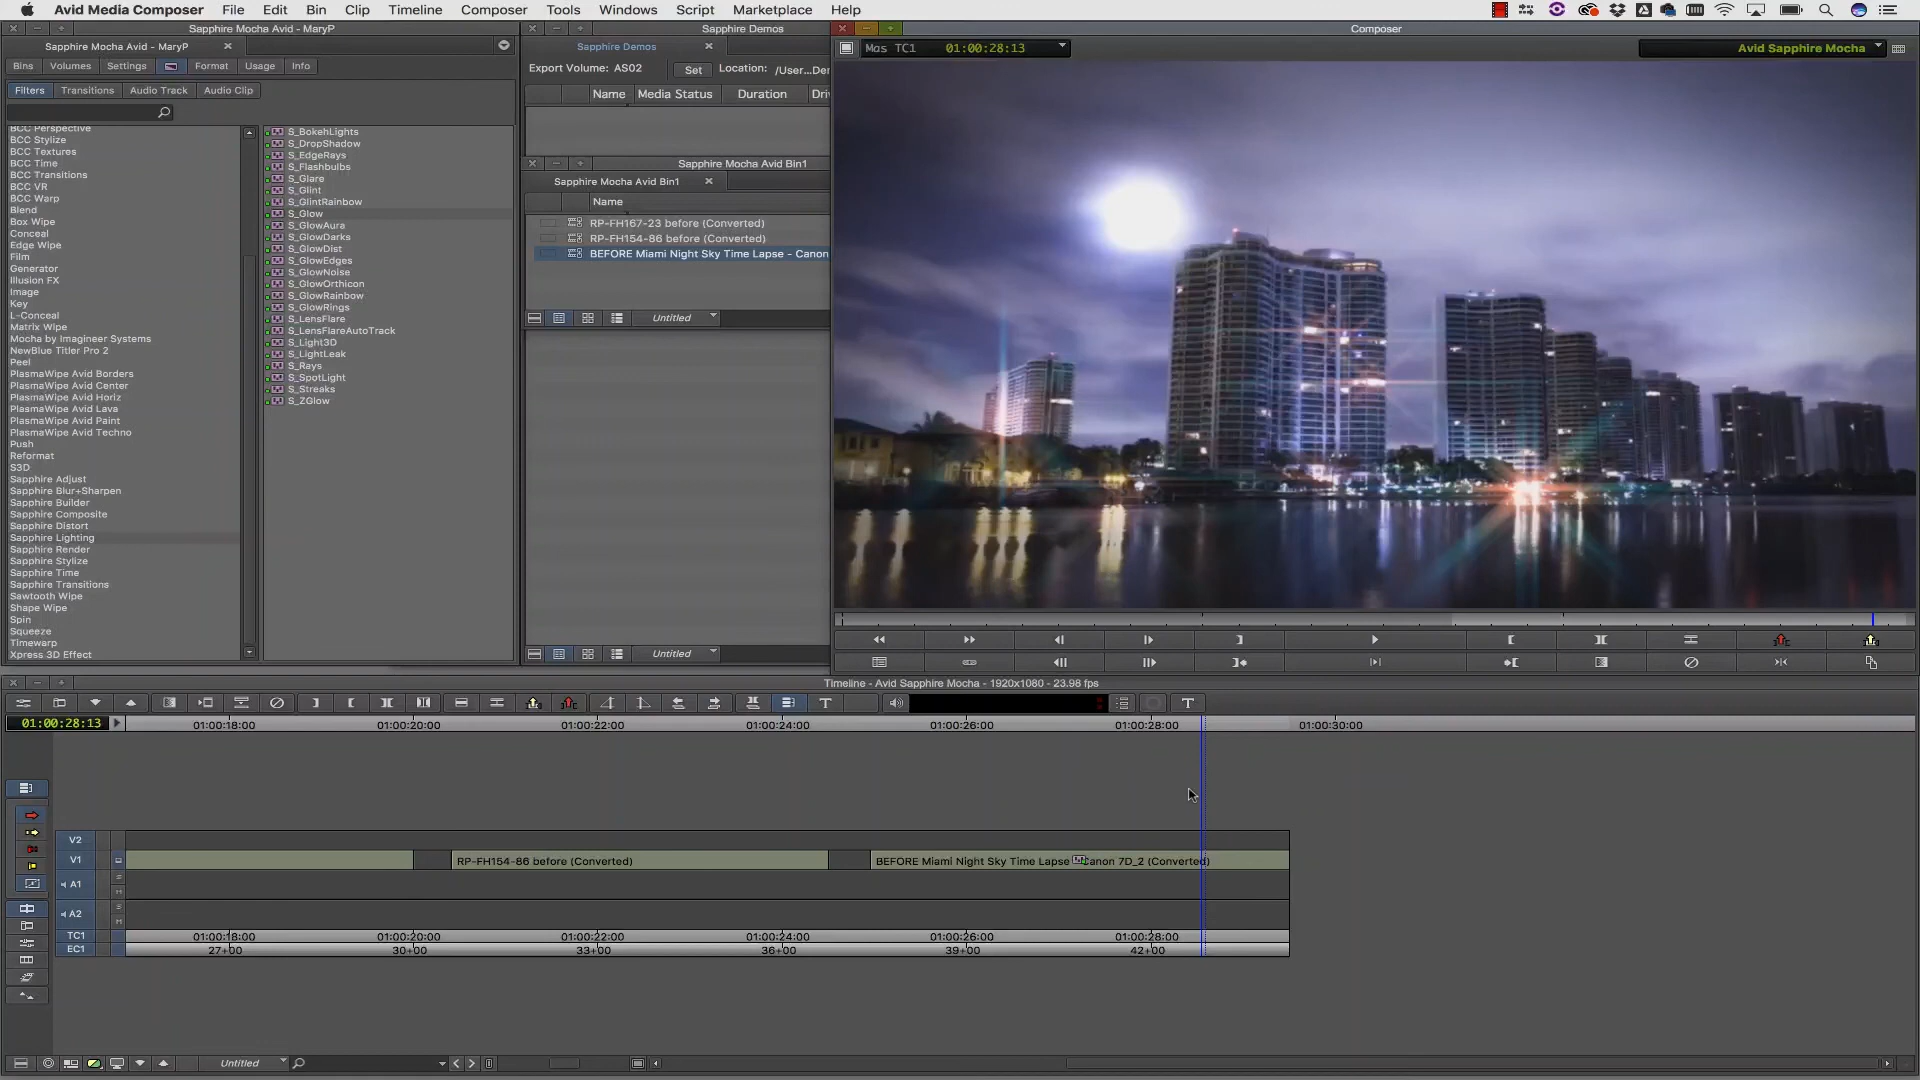 Avid Media Composer File Edit Bin Clip Timeline Composer Tools Windows Script Marketplace Help
Sapphire Mocha Avid - MaryP
Sapphire Mocha Avid - MaryP
Bins Volumes Settings Format Usage Info
Filters Transitions Audio Track Audio Clip
BCC Perspective
BCC Stylize
BCC Textures
BCC Time
BCC Transitions
BCC VR
BCC Warp
Blend
Box Wipe
Conceal
Edge Wipe
Film
Generator
Illusion FX
Image
Key
L-Conceal
Matrix Wipe
Mocha by Imagineer Systems
NewBlue Titler Pro 2
Peel
PlasmaWipe Avid Borders
PlasmaWipe Avid Center
PlasmaWipe Avid Horiz
PlasmaWipe Avid Lava
PlasmaWipe Avid Paint
PlasmaWipe Avid Techno
Push
Reformat
S3D
Sapphire Adjust
Sapphire Blur+Sharpen
Sapphire Builder
Sapphire Composite
Sapphire Distort
Sapphire Lighting
Sapphire Render
Sapphire Stylize
Sapphire Time
Sapphire Transitions
Sawtooth Wipe
Shape Wipe
Spin
Squeeze
Timewarp
Xpress 3D Effect
S_BokehLights
S_DropShadow
S_EdgeRays
S_Flashbulbs
S_Glare
S_Glint
S_GlintRainbow
S_Glow
S_GlowAura
S_GlowDarks
S_GlowDist
S_GlowEdges
S_GlowNoise
S_GlowOrthicon
S_GlowRainbow
S_GlowRings
S_LensFlare
S_LensFlareAutoTrack
S_Light3D
S_LightLeak
S_Rays
S_SpotLight
S_Streaks
S_ZGlow
Sapphire Demos
Sapphire Demos
Export Volume: AS02 Set Location: /User...Der
Name Media Status Duration Driv
Sapphire Mocha Avid Bin1
Sapphire Mocha Avid Bin1
Name
RP-FH167-23 before (Converted)
RP-FH154-86 before (Converted)
BEFORE Miami Night Sky Time Lapse - Canon
Untitled
Untitled
Composer
Mas TC1 01:00:28:13 Avid Sapphire Mocha
Timeline - Avid Sapphire Mocha - 1920x1080 - 23.98 fps
T T
01:00:28:13 01:00:18:00 01:00:20:00 01:00:22:00 01:00:24:00 01:00:26:00 01:00:28:00 01:00:30:00
V2
V1 RP-FH154-86 before (Converted) BEFORE Miami Night Sky Time Lapse Canon 7D_2 (Converted)
S
M
A1
S
M
A2
TC1 01:00:18:00 01:00:20:00 01:00:22:00 01:00:24:00 01:00:26:00 01:00:28:00
EC1 27+00 30+00 33+00 36+00 39+00 42+00
Untitled